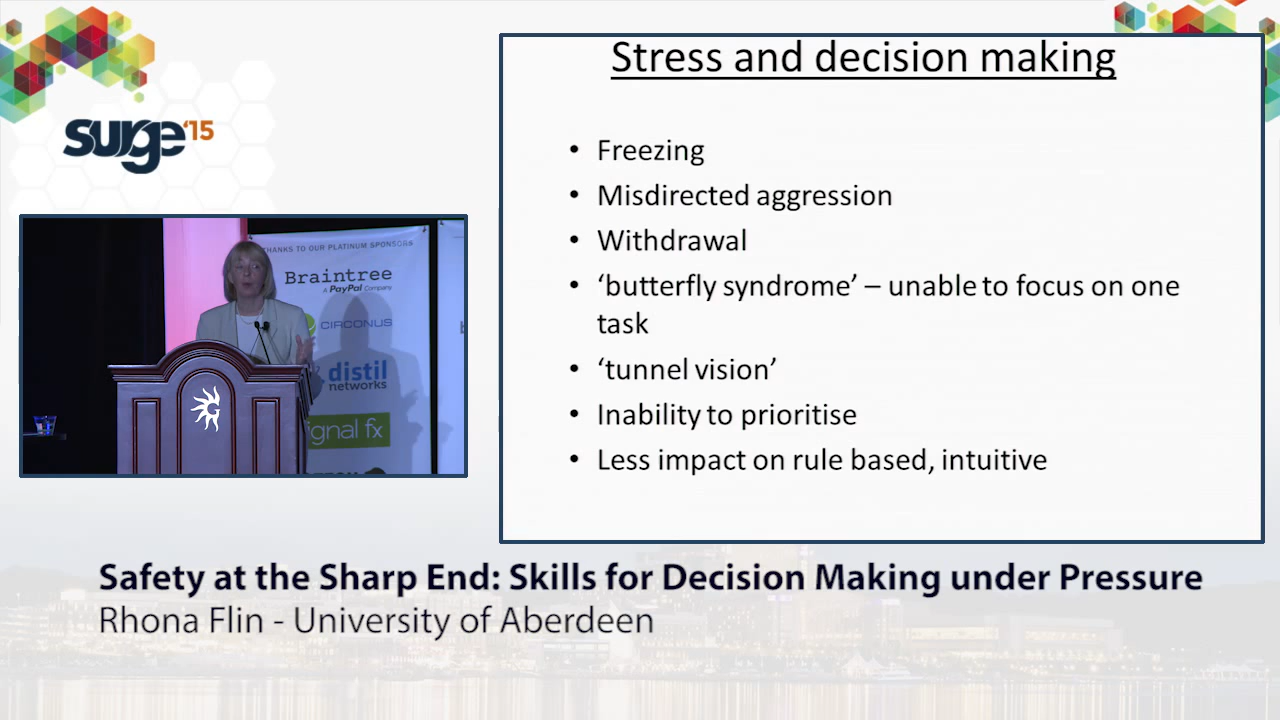 surge'15
THANKS TO OUR PLATINUM SPONSORS
Braintree
A PayPal Company
CIRCONUS
distil
networks
ignal fx
Stress and decision making
• Freezing
• Misdirected aggression
• Withdrawal
• ‘butterfly syndrome’ – unable to focus on one
task
• ‘tunnel vision’
• Inability to prioritise
• Less impact on rule based, intuitive
Safety at the Sharp End: Skills for Decision Making under Pressure
Rhona Flin - University of Aberdeen